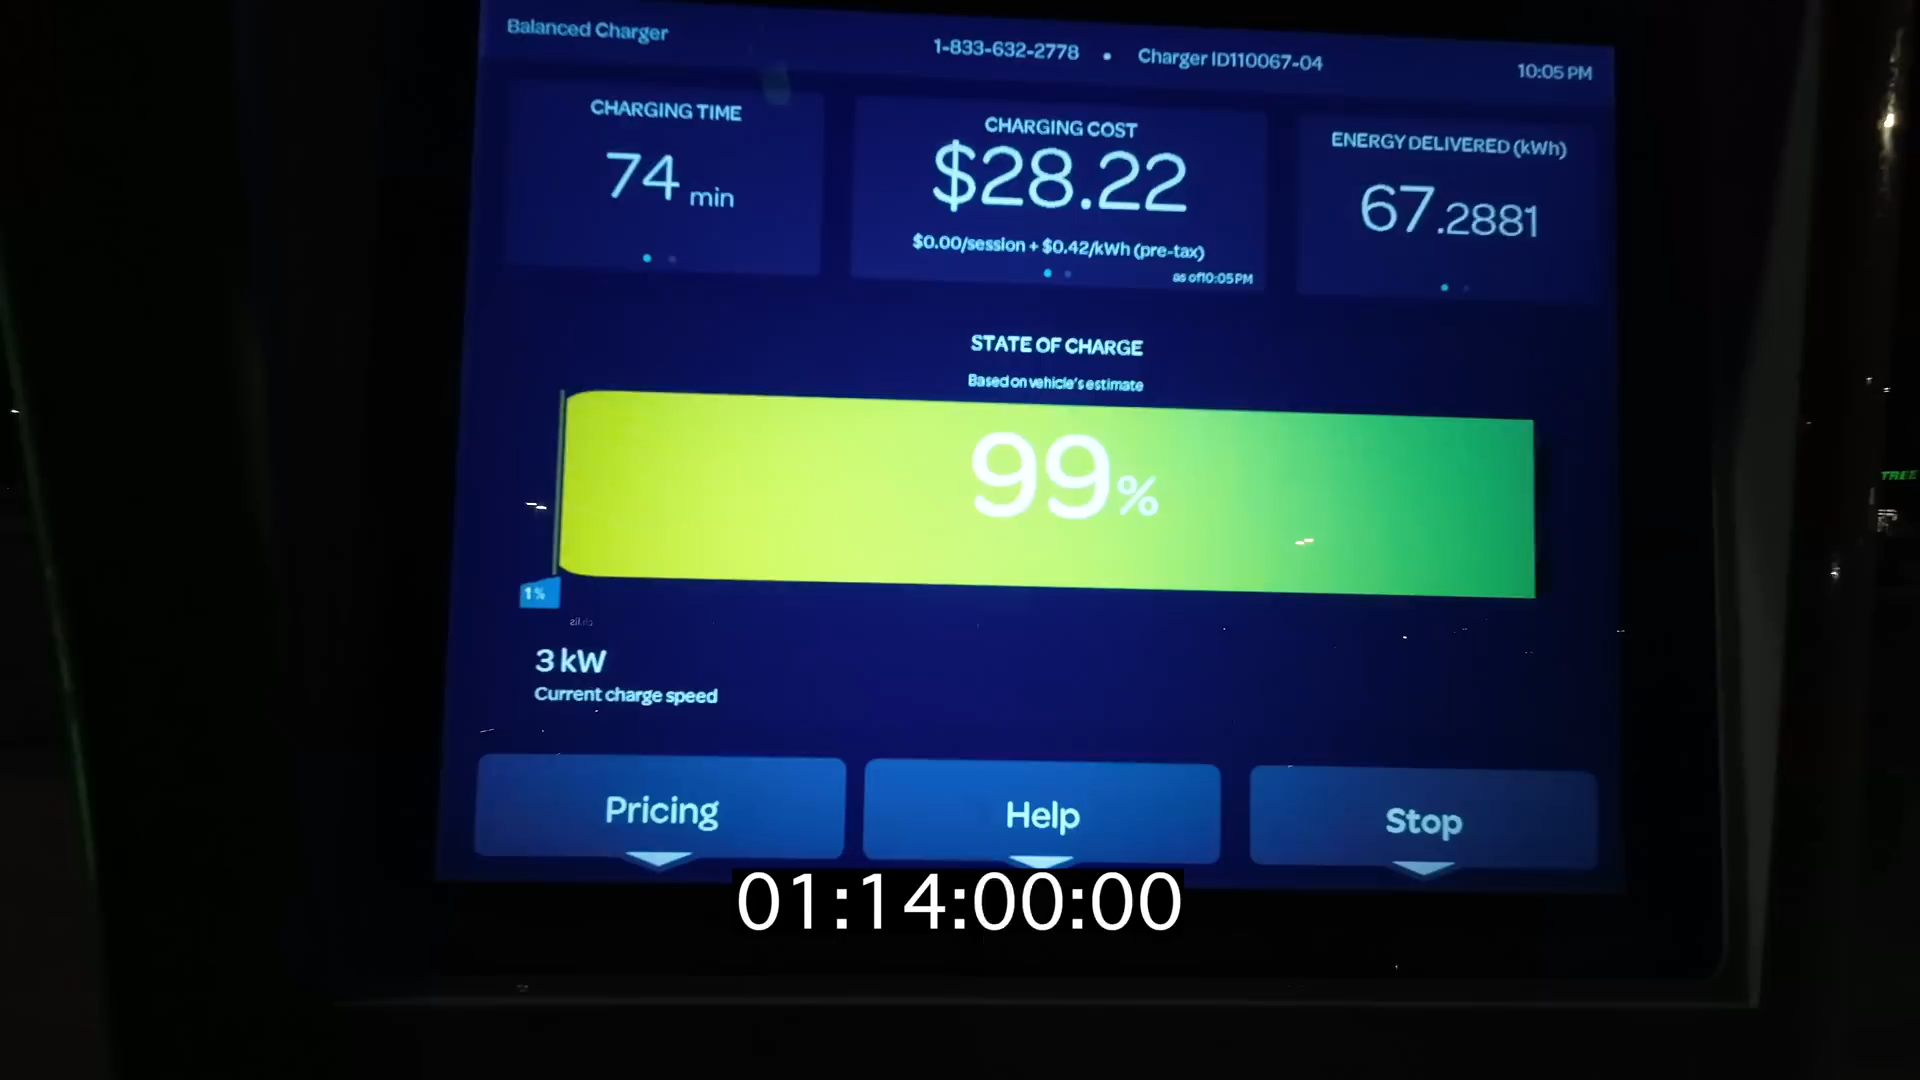 Balanced Charger
1-833-632-2778 • Charger ID110067-04
10:05 PM
CHARGING TIME
74 min
CHARGING COST
$28.22
$0.00/session + $0.42/kWh (pre-tax)
as of10:05 PM
ENERGY DELIVERED (kWh)
67.2881
STATE OF CHARGE
Based on vehicle's estimate
99%
1%
3 kW
Current charge speed
Pricing
Help
Stop
01:14:00:00
TREE